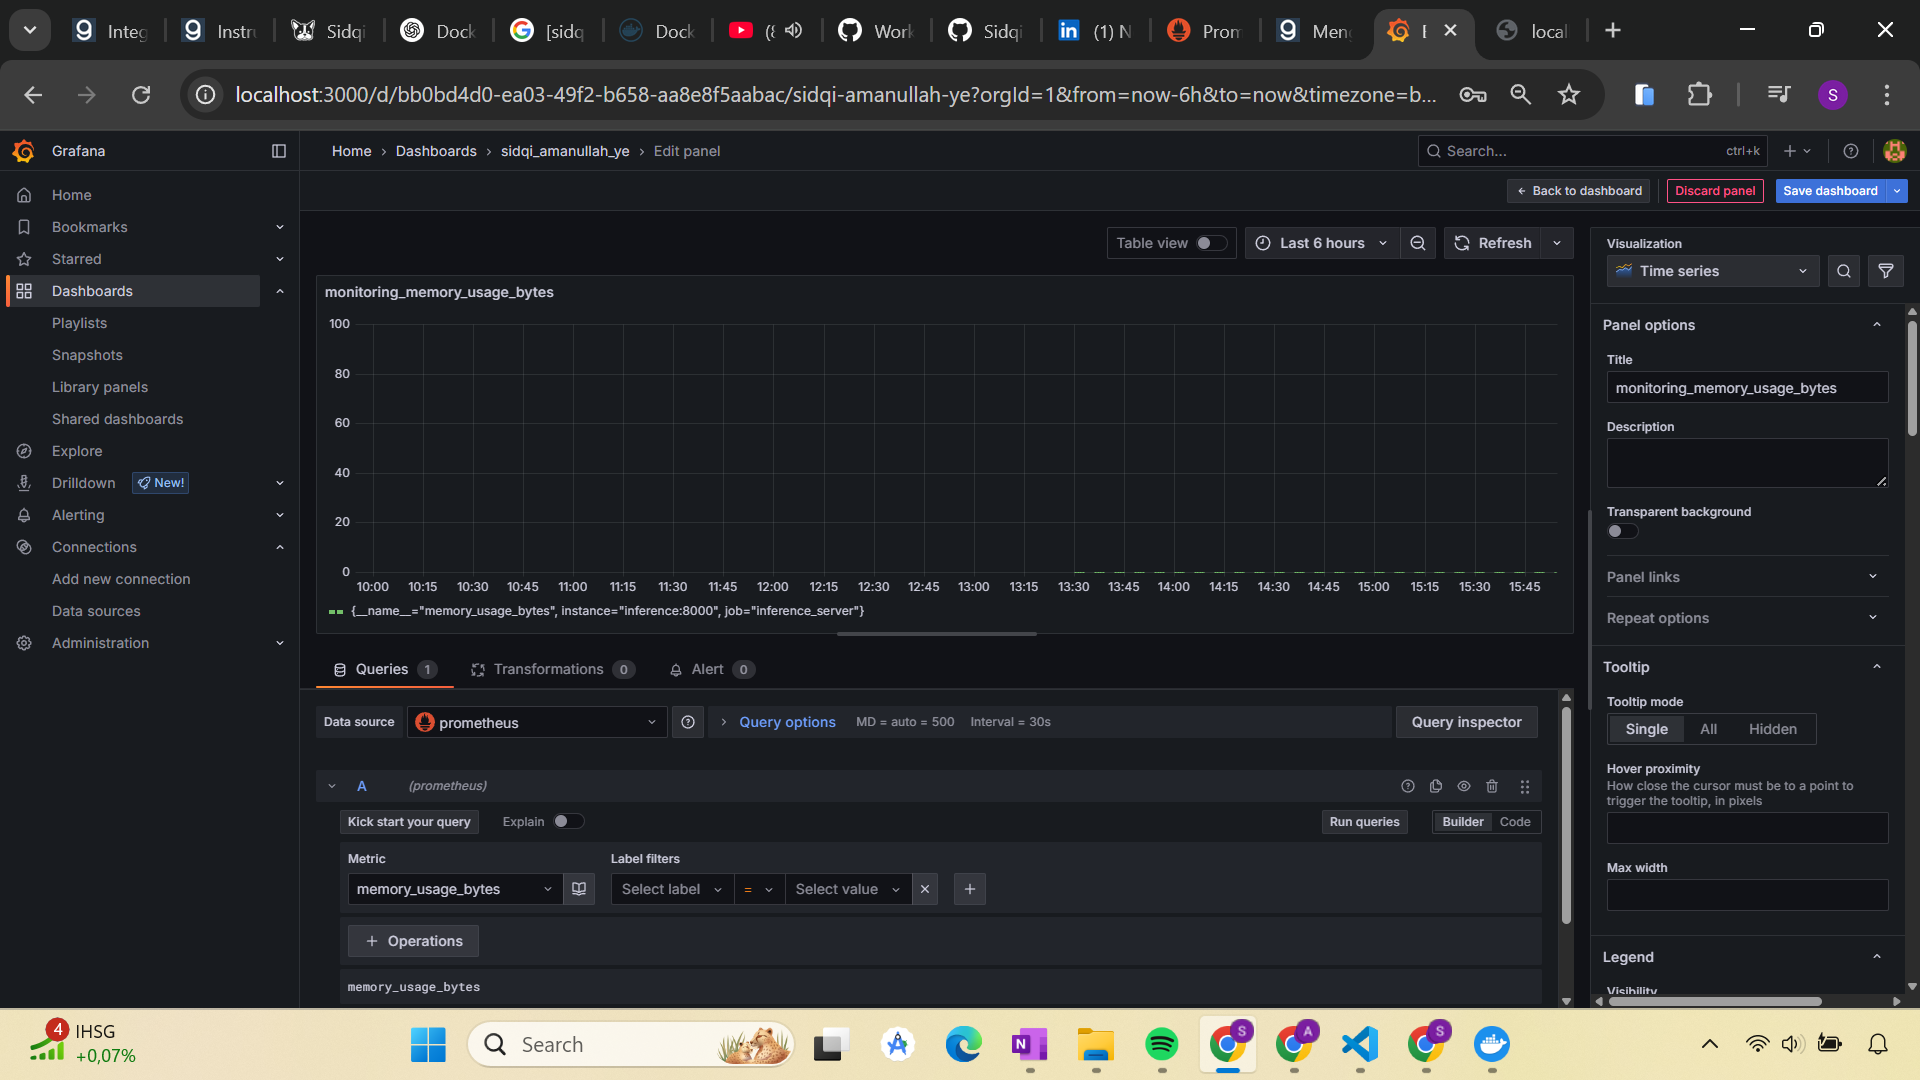 Integ
Instru
Sidqi
Dock
[sidq
Dock
(8
Work
Sidqi
(1) N
Prom
Meng
local
localhost:3000/d/bb0bd4d0-ea03-49f2-b658-aa8e8f5aabac/sidqi-amanullah-ye?orgId=1&from=now-6h&to=now&timezone=b...
S
Grafana
Home › Dashboards › sidqi_amanullah_ye › Edit panel
Search... ctrl+k
Back to dashboard
Discard panel
Save dashboard
Home
Bookmarks
Starred
Dashboards
Playlists
Snapshots
Library panels
Shared dashboards
Explore
Drilldown New!
Alerting
Connections
Add new connection
Data sources
Administration
Table view
Last 6 hours
Refresh
monitoring_memory_usage_bytes
100
80
60
40
20
0
10:00 10:15 10:30 10:45 11:00 11:15 11:30 11:45 12:00 12:15 12:30 12:45 13:00 13:15 13:30 13:45 14:00 14:15 14:30 14:45 15:00 15:15 15:30 15:45
{__name__="memory_usage_bytes", instance="inference:8000", job="inference_server"}
Queries 1
Transformations 0
Alert 0
Data source
prometheus
Query options MD = auto = 500 Interval = 30s
Query inspector
A (prometheus)
Kick start your query
Explain
Run queries
Builder Code
Metric
Label filters
memory_usage_bytes
Select label = Select value
+ Operations
memory_usage_bytes
Visualization
Time series
Panel options
Title
monitoring_memory_usage_bytes
Description
Transparent background
Panel links
Repeat options
Tooltip
Tooltip mode
Single All Hidden
Hover proximity
How close the cursor must be to a point to
trigger the tooltip, in pixels
Max width
Legend
Visibility
4
IHSG
+0,07%
Search
N
S
A
S